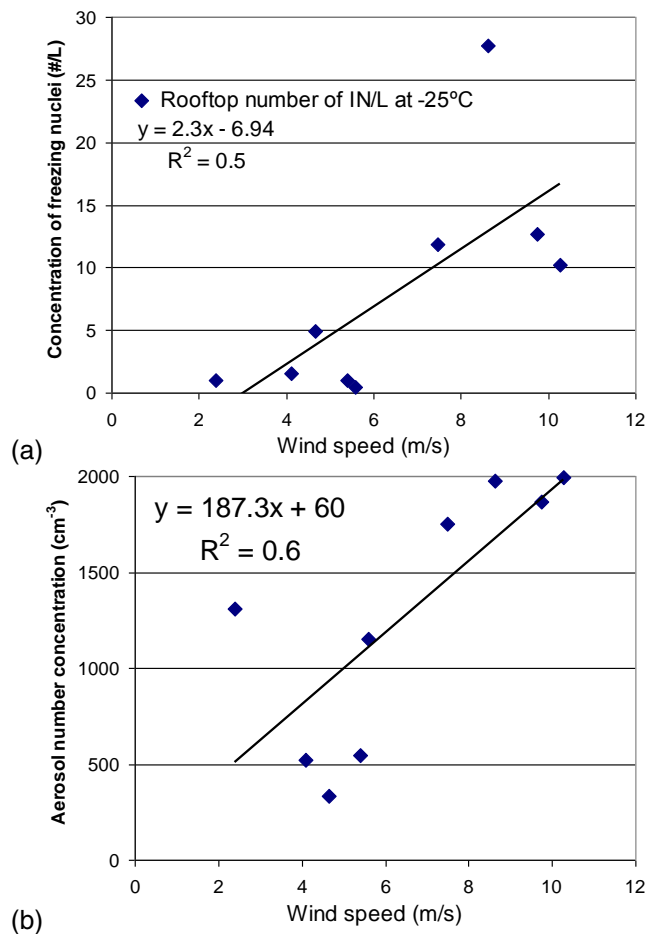 30
25
20
15
10
5
0
Concentration of freezing nuclei (#/L)
Rooftop number of IN/L at -25ºC
y = 2.3x - 6.94
R² = 0.5
0 2 4 6 8 10 12
Wind speed (m/s)
(a)
2000
1500
1000
500
0
Aerosol number concentration (cm⁻³)
y = 187.3x + 60
R² = 0.6
0 2 4 6 8 10 12
Wind speed (m/s)
(b)